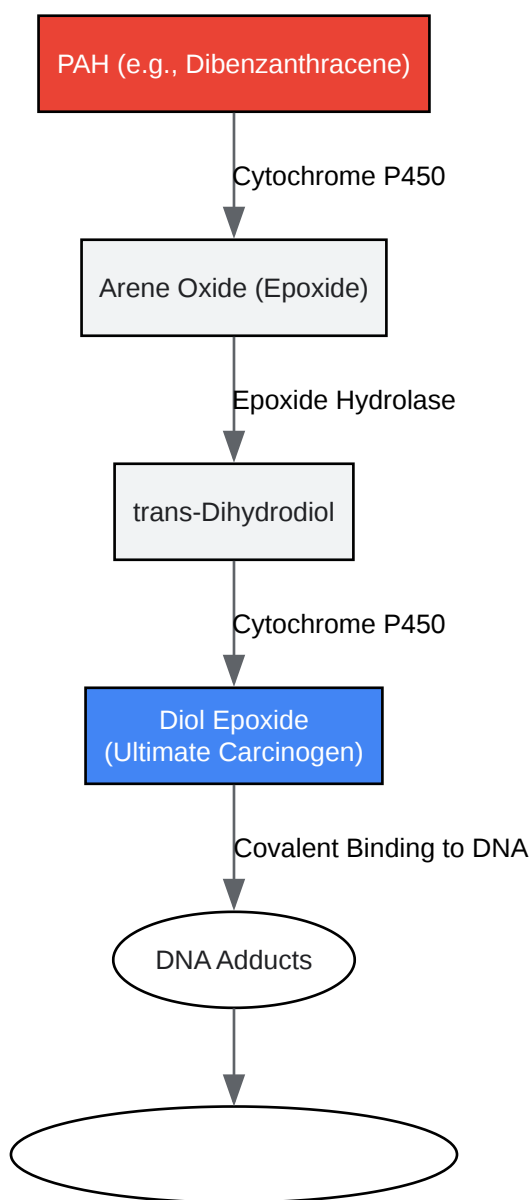 PAH (e.g., Dibenzanthracene)
Cytochrome P450
Arene Oxide (Epoxide)
Epoxide Hydrolase
trans-Dihydrodiol
Cytochrome P450
Diol Epoxide
(Ultimate Carcinogen)
Covalent Binding to DNA
DNA Adducts